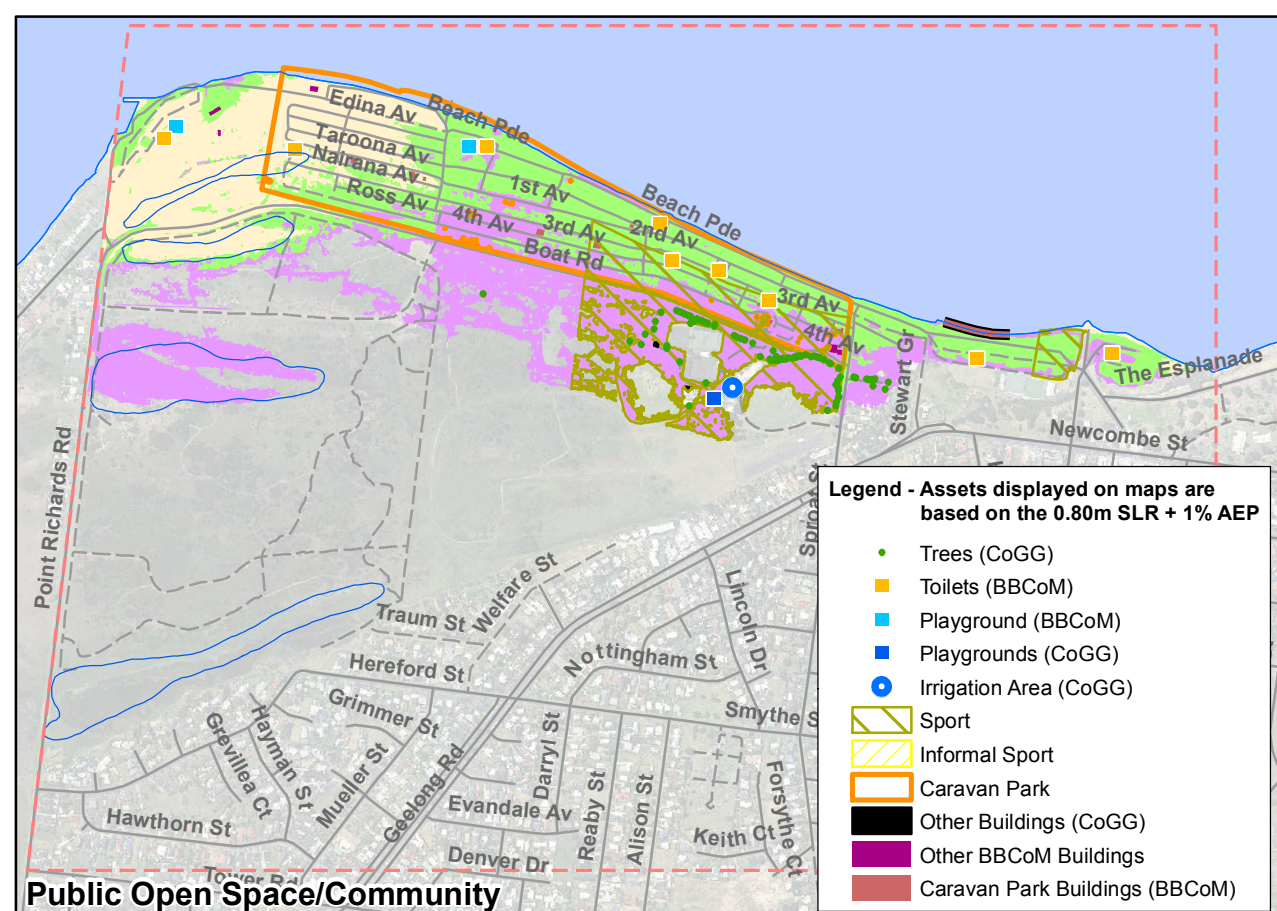 Edina Av
Beach Pde
Taroona Av
Nairana Av
Ross Av
1st Av
Beach Pde
4th Av
3rd Av
2nd Av
Boat Rd
3rd Av
4th Av
Stewart Gr
The Esplanade
Newcombe St
Point Richards Rd
Legend - Assets displayed on maps are
based on the 0.80m SLR + 1% AEP
Trees (CoGG)
Toilets (BBCoM)
Playground (BBCoM)
Playgrounds (CoGG)
Irrigation Area (CoGG)
Sport
Informal Sport
Caravan Park
Other Buildings (CoGG)
Other BBCoM Buildings
Caravan Park Buildings (BBCoM)
Welfare St
Traum St
Lincoln Dr
Nottingham St
Hereford St
Grimmer St
Hayman St
Grevillea Ct
Mueller St
Geelong Rd
Darryl St
Reaby St
Alison St
Evandale Av
Keith Ct
Forsythe Ct
Hawthorn St
Denver Dr
Public Open Space/Community